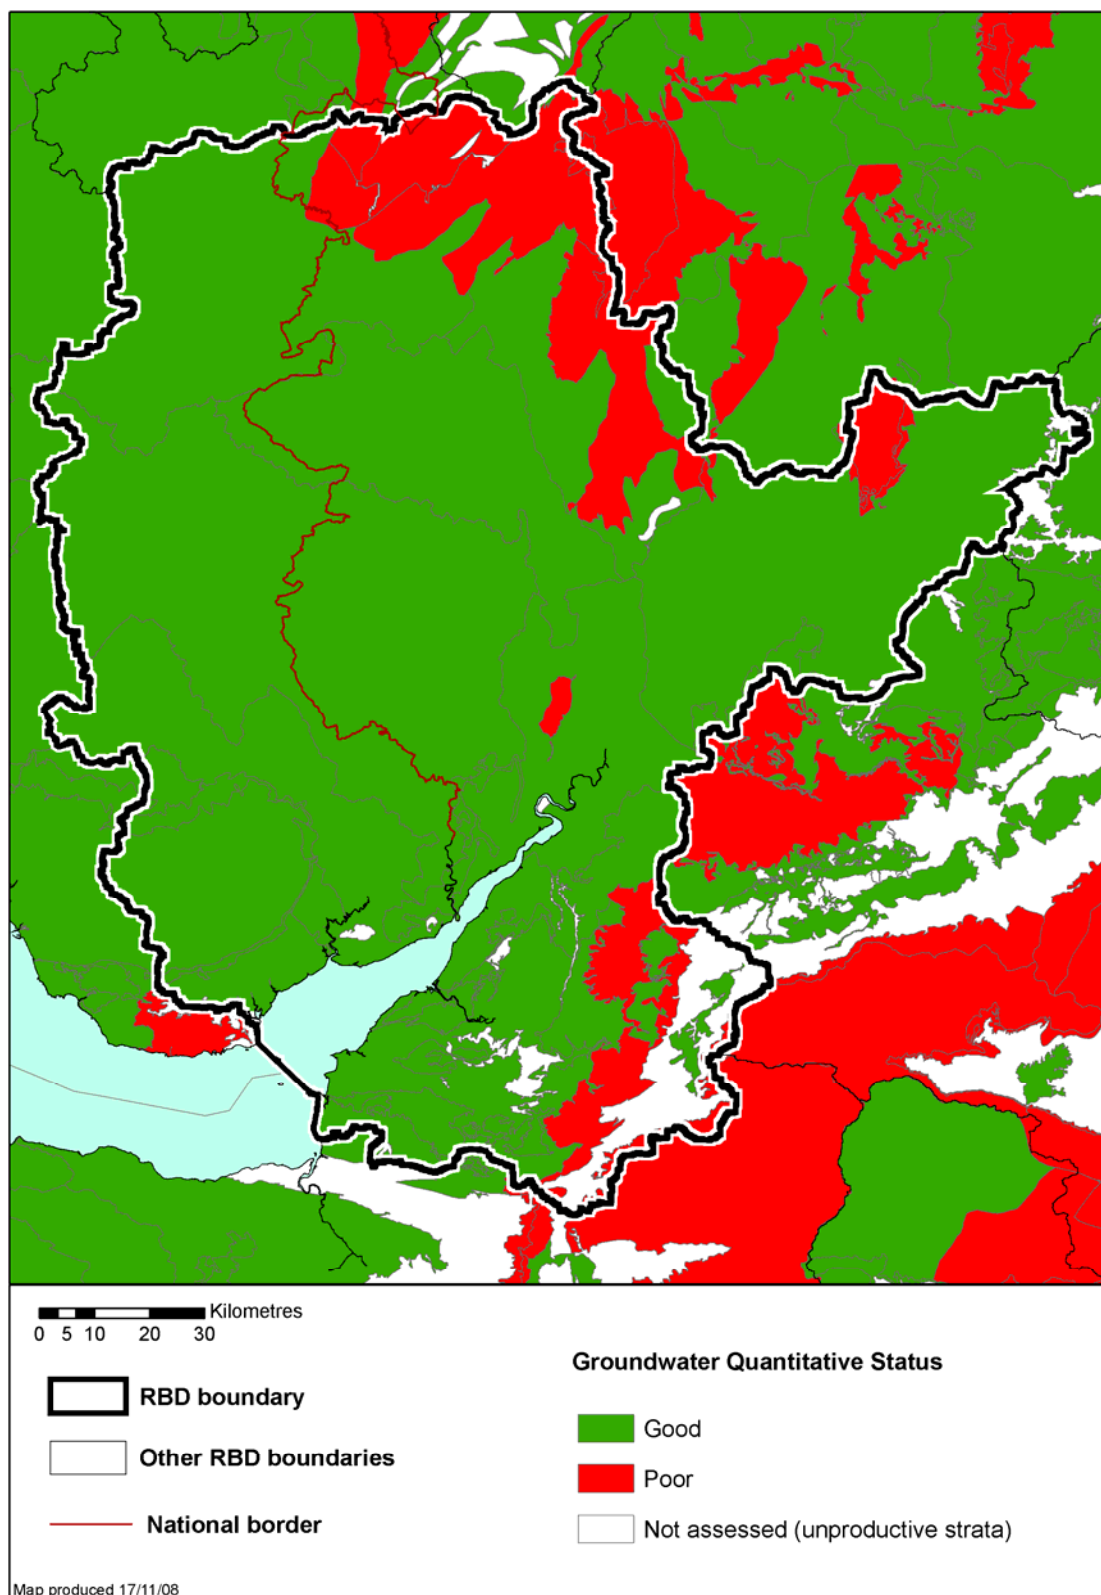 Kilometres
0 5 10 20 30
RBD boundary
Other RBD boundaries
National border
Groundwater Quantitative Status
Good
Poor
Not assessed (unproductive strata)
Map produced 17/11/08